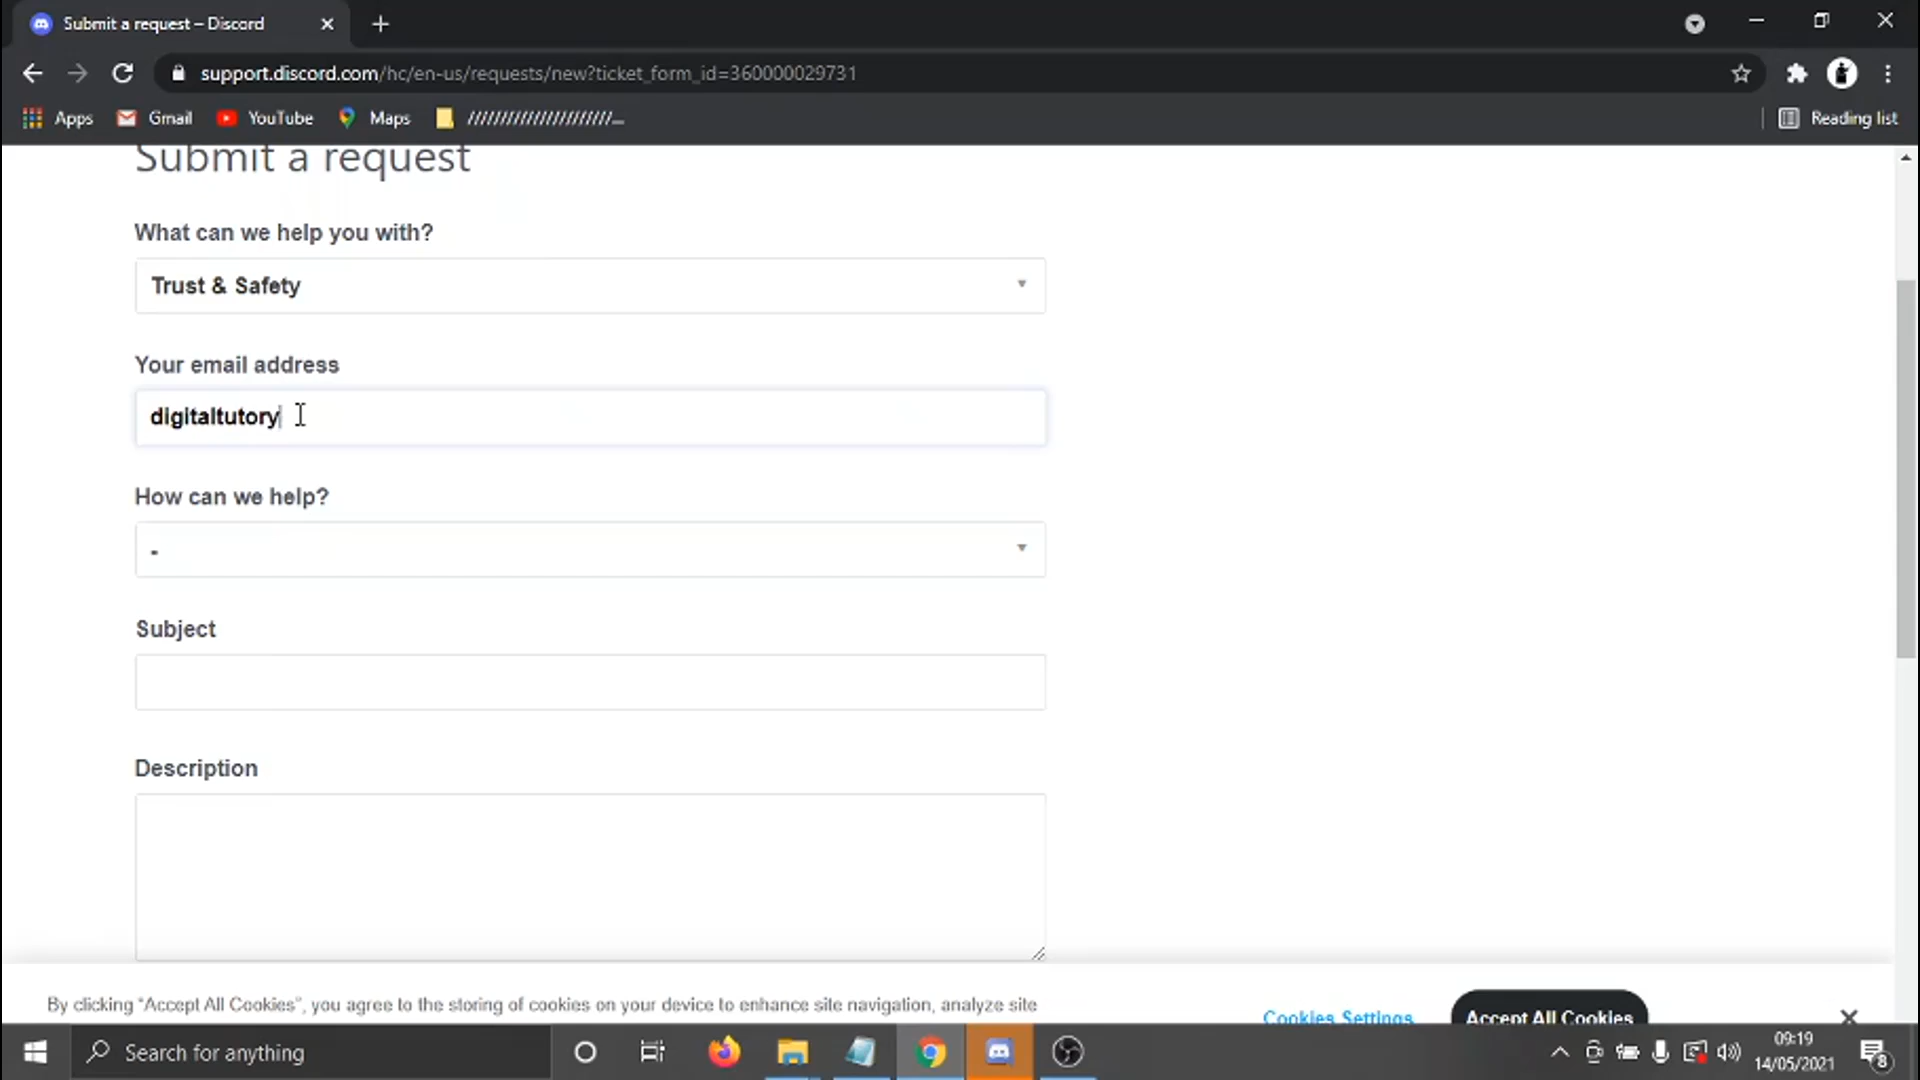 Submit a request – Discord
support.discord.com/hc/en-us/requests/new?ticket_form_id=360000029731
Apps Gmail YouTube Maps //////////////////////... Reading list
Submit a request
What can we help you with?
Trust & Safety
Your email address
digitaltutory
How can we help?
-
Subject
Description
By clicking “Accept All Cookies”, you agree to the storing of cookies on your device to enhance site navigation, analyze site
Cookies Settings
Accept All Cookies
Search for anything
09:19
14/05/2021
8